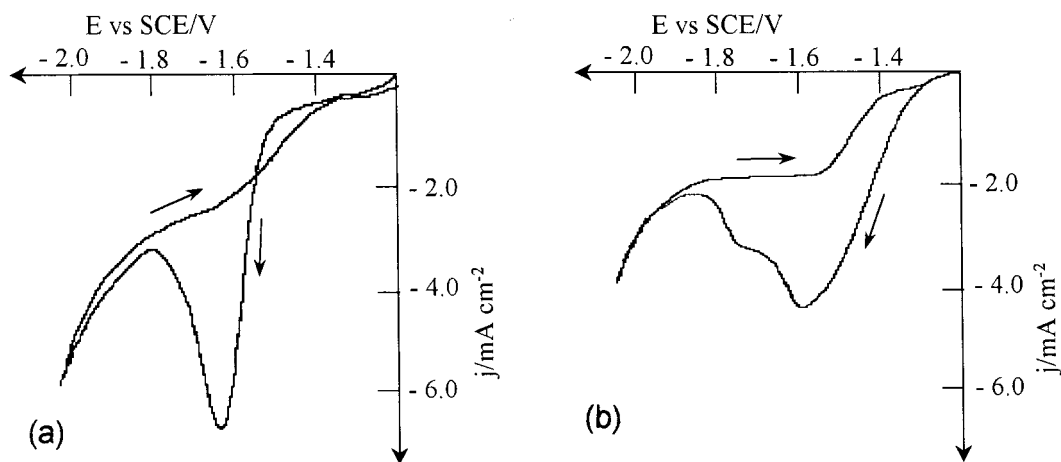 E vs SCE/V
- 2.0 - 1.8 - 1.6 - 1.4
- 2.0
- 4.0
- 6.0
j/mA cm-2
(a)
E vs SCE/V
- 2.0 - 1.8 - 1.6 - 1.4
- 2.0
- 4.0
- 6.0
j/mA cm-2
(b)